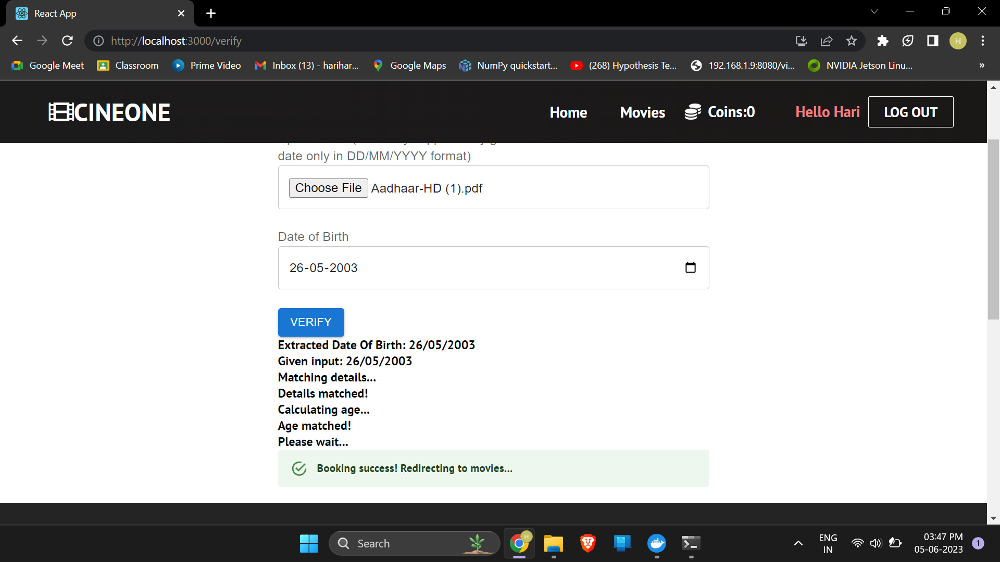 React App
http://localhost:3000/verify
H
Google Meet
Classroom
Prime Video
Inbox (13) - harihar...
Google Maps
NumPy quickstart...
(268) Hypothesis Te...
192.168.1.9:8080/vi...
NVIDIA Jetson Linu...
»
CINEONE
Home
Movies
Coins:0
Hello Hari
LOG OUT
date only in DD/MM/YYYY format)
Choose File Aadhaar-HD (1).pdf
Date of Birth
26-05-2003
VERIFY
Extracted Date Of Birth: 26/05/2003
Given input: 26/05/2003
Matching details...
Details matched!
Calculating age...
Age matched!
Please wait...
Booking success! Redirecting to movies...
Search
H
ENG
IN
03:47 PM
05-06-2023
1